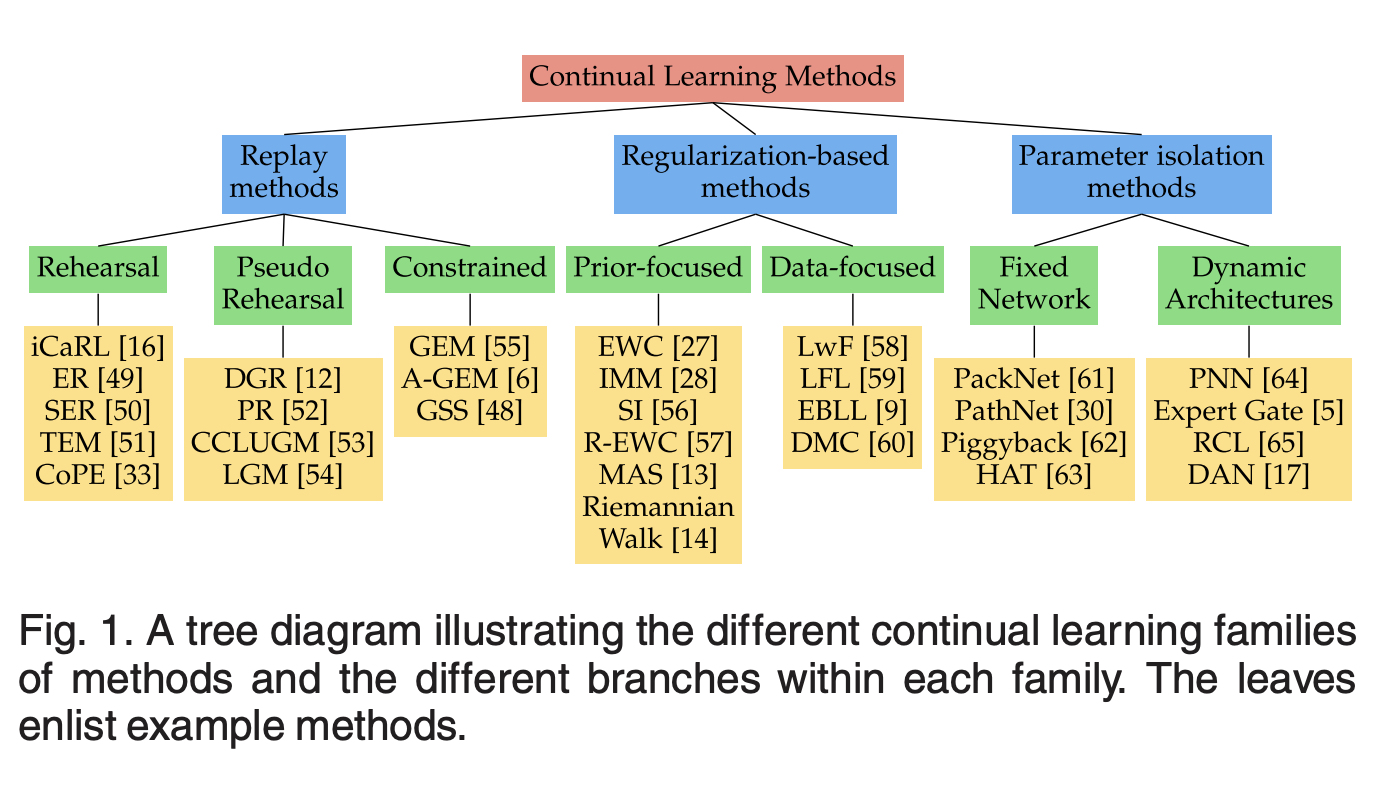 Continual Learning Methods
Replay
methods
Regularization-based
methods
Parameter isolation
methods
Rehearsal
Pseudo
Rehearsal
Constrained
Prior-focused
Data-focused
Fixed
Network
Dynamic
Architectures
iCaRL [16]
ER [49]
SER [50]
TEM [51]
CoPE [33]
DGR [12]
PR [52]
CCLUGM [53]
LGM [54]
GEM [55]
A-GEM [6]
GSS [48]
EWC [27]
IMM [28]
SI [56]
R-EWC [57]
MAS [13]
Riemannian
Walk [14]
LwF [58]
LFL [59]
EBLL [9]
DMC [60]
PackNet [61]
PathNet [30]
Piggyback [62]
HAT [63]
PNN [64]
Expert Gate [5]
RCL [65]
DAN [17]
Fig. 1. A tree diagram illustrating the different continual learning families
of methods and the different branches within each family. The leaves
enlist example methods.